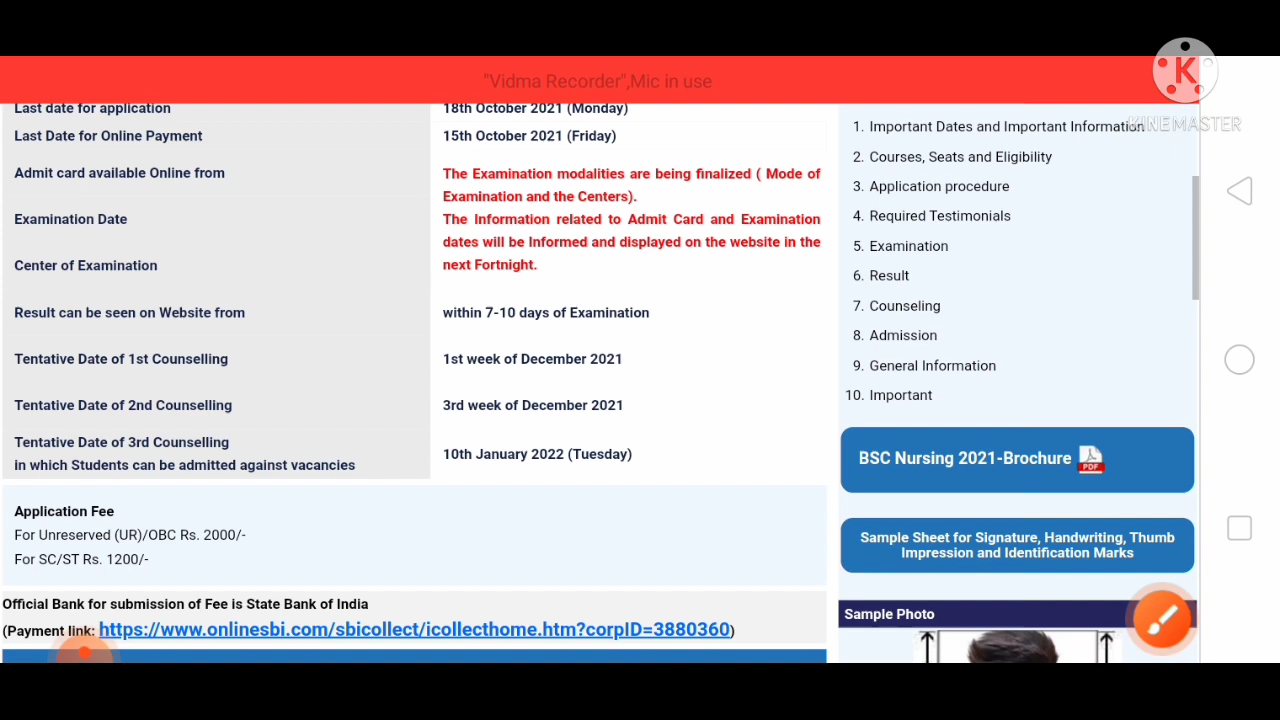 "Vidma Recorder",Mic in use
K
KINEMASTER
Last date for application
18th October 2021 (Monday)
Last Date for Online Payment
15th October 2021 (Friday)
Admit card available Online from
Examination Date
Center of Examination
The Examination modalities are being finalized ( Mode of
Examination and the Centers).
The Information related to Admit Card and Examination
dates will be Informed and displayed on the website in the
next Fortnight.
Result can be seen on Website from
within 7-10 days of Examination
Tentative Date of 1st Counselling
1st week of December 2021
Tentative Date of 2nd Counselling
3rd week of December 2021
Tentative Date of 3rd Counselling
in which Students can be admitted against vacancies
10th January 2022 (Tuesday)
Application Fee
For Unreserved (UR)/OBC Rs. 2000/-
For SC/ST Rs. 1200/-
Official Bank for submission of Fee is State Bank of India
(Payment link: https://www.onlinesbi.com/sbicollect/icollecthome.htm?corpID=3880360)
1. Important Dates and Important Information
2. Courses, Seats and Eligibility
3. Application procedure
4. Required Testimonials
5. Examination
6. Result
7. Counseling
8. Admission
9. General Information
10. Important
BSC Nursing 2021-Brochure
PDF
Sample Sheet for Signature, Handwriting, Thumb
Impression and Identification Marks
Sample Photo